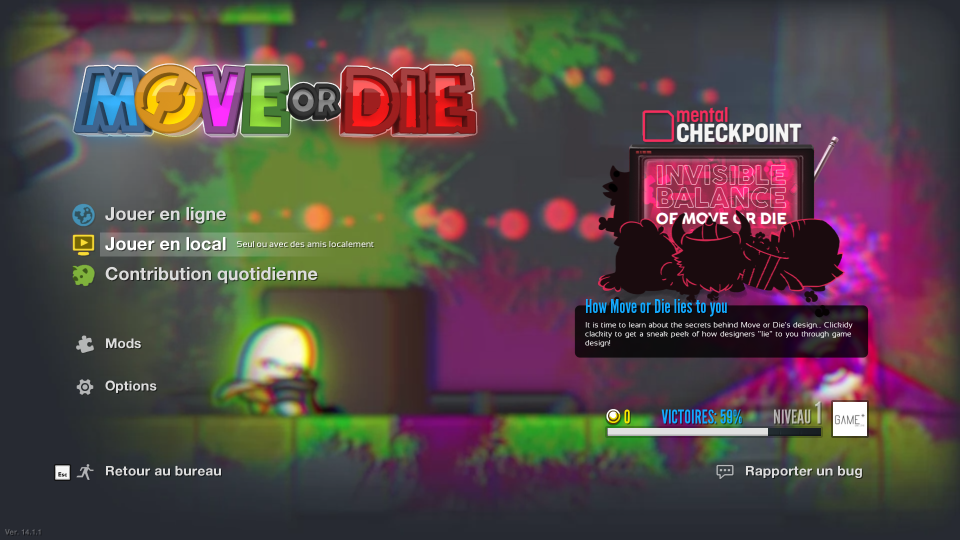 MOVE OR DIE
mental
CHECKPOINT
INVISIBLE
BALANCE
OF MOVE OR DIE
Jouer en ligne
Jouer en local Seul ou avec des amis localement
Contribution quotidienne
How Move or Die lies to you
It is time to learn about the secrets behind Move or Die's design.. Clickidy
clackity to get a sneak peek of how designers "lie" to you through game
design!
Mods
Options
0 VICTOIRES: 59% NIVEAU 1
GAME+
Esc Retour au bureau
Rapporter un bug
Ver. 14.1.1